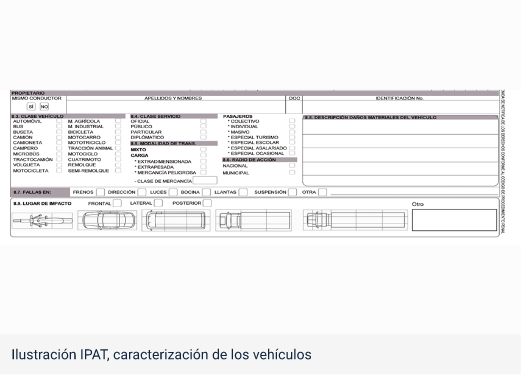 PROPIETARIO
MISMO CONDUCTOR
APELLIDOS Y NOMBRES
DOC
IDENTIFICACIÓN No.
SI NO
8.3. CLASE VEHÍCULO
AUTOMÓVIL
BUS
BUSETA
CAMIÓN
CAMIONETA
CAMPERO
MICROBÚS
TRACTOCAMIÓN
VOLQUETA
MOTOCICLETA
M. AGRÍCOLA
M. INDUSTRIAL
BICICLETA
MOTOCARRO
MOTOTRICICLO
TRACCIÓN ANIMAL
MOTOCICLO
CUATRIMOTO
REMOLQUE
SEMI-REMOLQUE
8.4. CLASE SERVICIO
OFICIAL
PÚBLICO
PARTICULAR
DIPLOMÁTICO
8.5. MODALIDAD DE TRANS.
MIXTO
CARGA
* EXTRADIMENSIONADA
* EXTRAPESADA
* MERCANCÍA PELIGROSA
- CLASE DE MERCANCÍA
PASAJEROS
* COLECTIVO
* INDIVIDUAL
* MASIVO
* ESPECIAL TURISMO
* ESPECIAL ESCOLAR
* ESPECIAL ASALARIADO
* ESPECIAL OCASIONAL
8.6. RADIO DE ACCIÓN
NACIONAL
MUNICIPAL
DESCRIPCIÓN DAÑOS MATERIALES DEL VEHÍCULO
8.7. FALLAS EN: FRENOS DIRECCIÓN LUCES BOCINA LLANTAS SUSPENSIÓN OTRA
LUGAR DE IMPACTO FRONTAL LATERAL POSTERIOR
Otro
Ilustración IPAT, caracterización de los vehículos